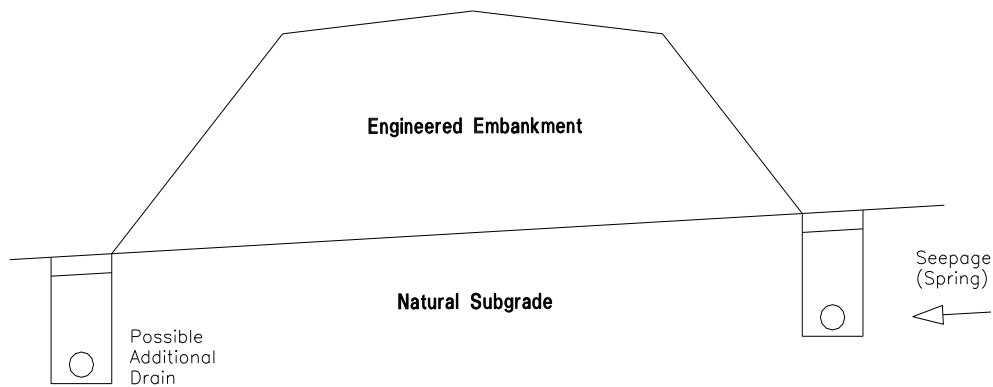 Engineered Embankment
Seepage
(Spring)
Natural Subgrade
Possible
Additional
Drain